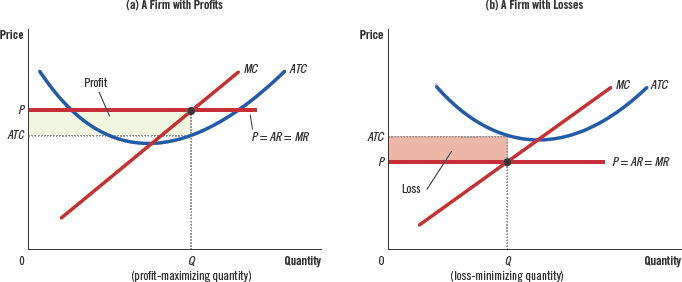 (a) A Firm with Profits
Price
MC
ATC
Profit
P
ATC
P = AR = MR
0
Q
Quantity
(profit-maximizing quantity)
(b) A Firm with Losses
Price
MC
ATC
ATC
P
P = AR = MR
Loss
0
Q
Quantity
(loss-minimizing quantity)